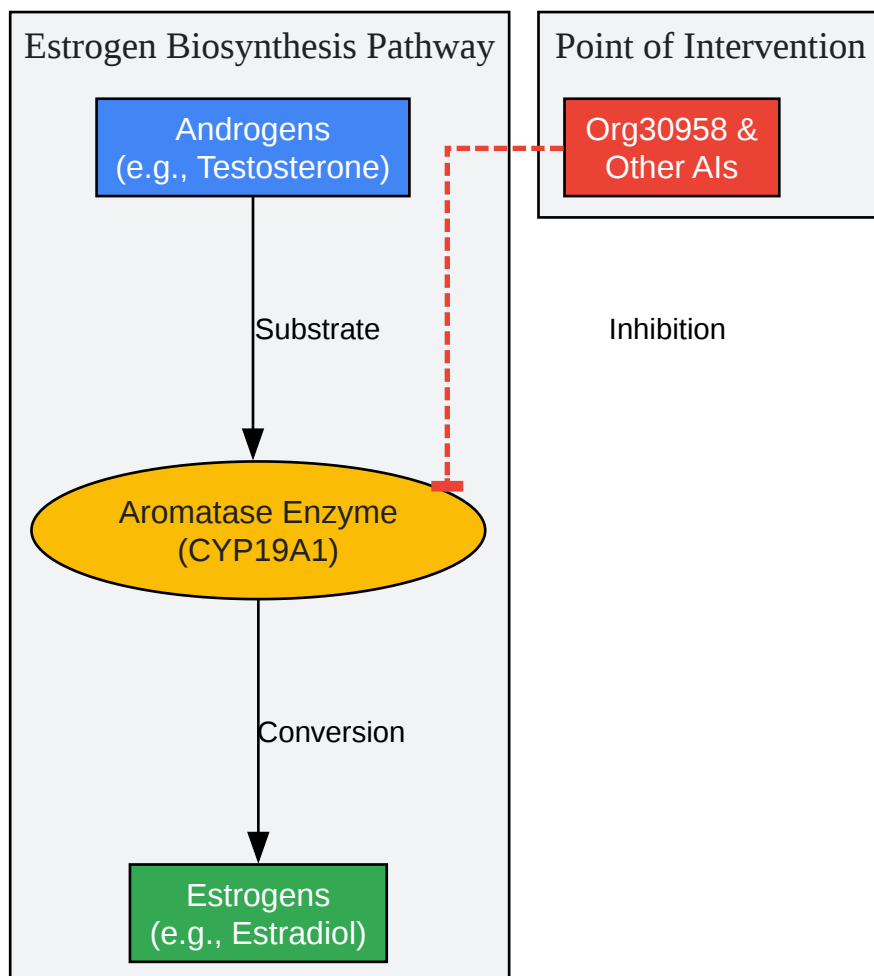 Estrogen Biosynthesis Pathway
Point of Intervention
Androgens
(e.g., Testosterone)
Org30958 &
Other AIs
Substrate
Inhibition
Aromatase Enzyme
(CYP19A1)
Conversion
Estrogens
(e.g., Estradiol)